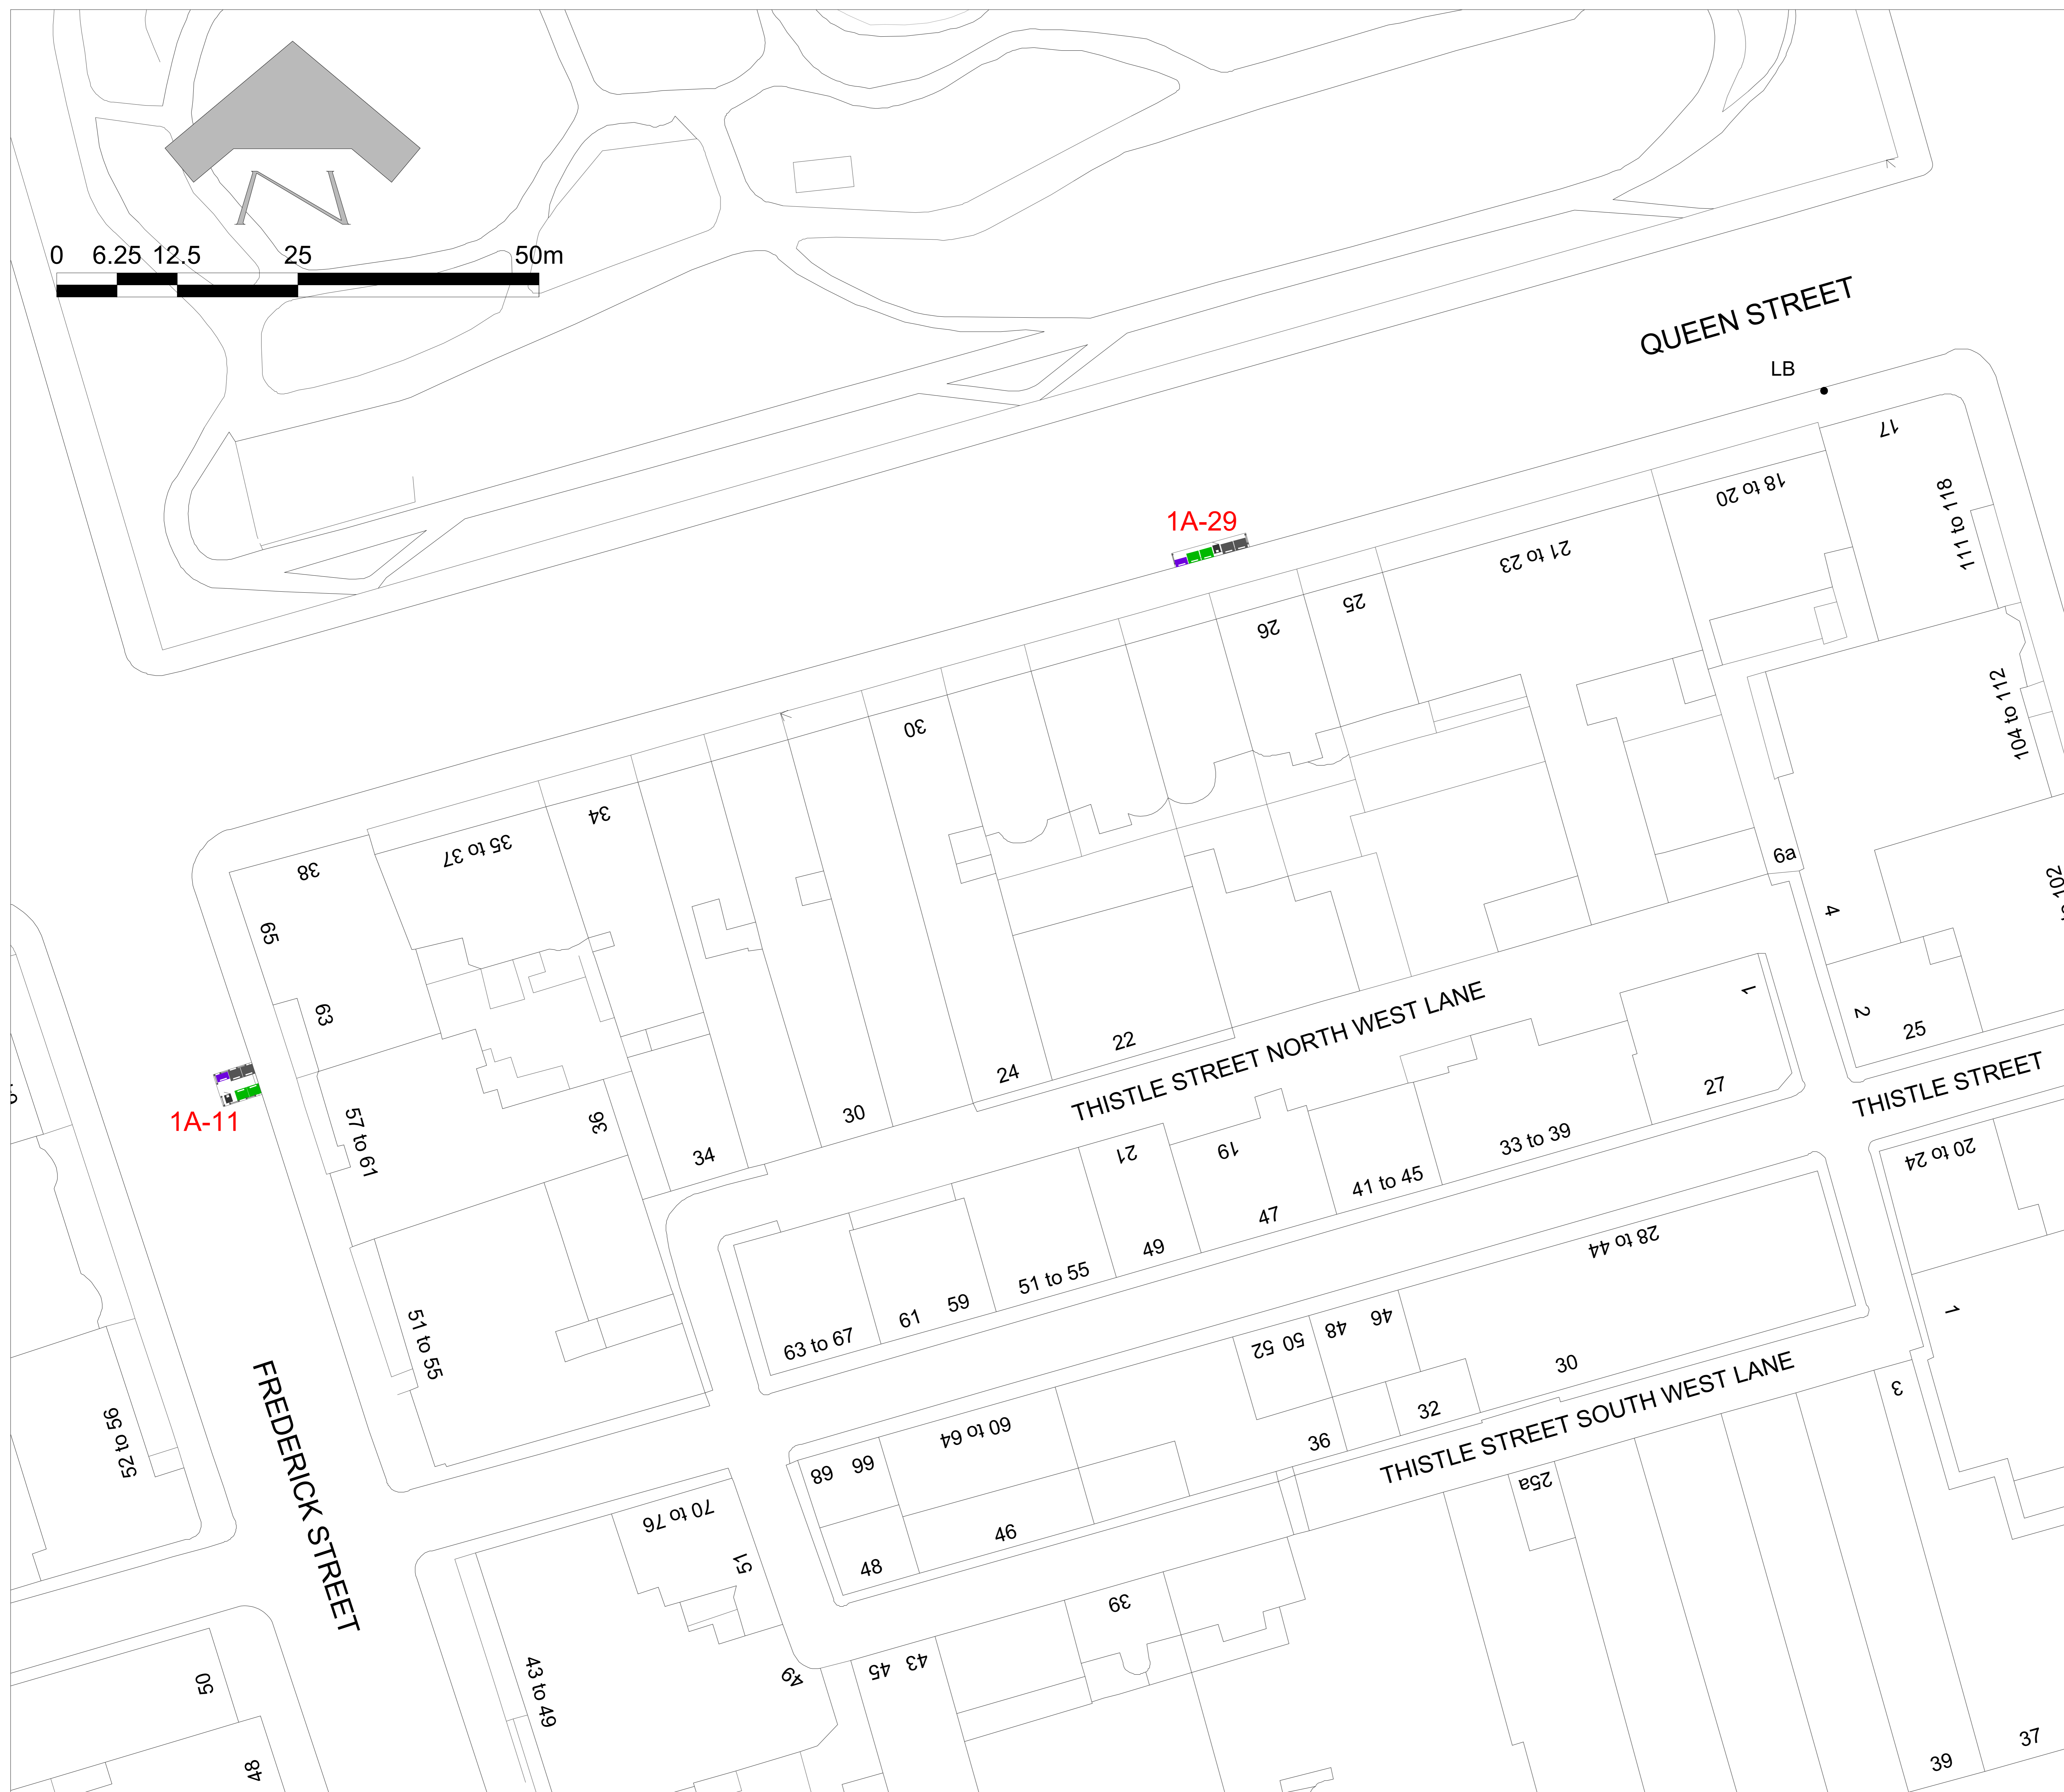 N
0 6.25 12.5 25 50m
QUEEN STREET
LB
17
18 to 20
111 to 118
1A-29
21 to 23
25
26
30
104 to 112
34
35 to 37
38
6a
102
4
65
63
2
25
1
THISTLE STREET NORTH WEST LANE
22
24
27
THISTLE STREET
1A-11
57 to 61
36
30
34
21
19
33 to 39
20 to 24
41 to 45
47
49
51 to 55
28 to 44
59
61
63 to 67
1
51 to 55
46
48
50
52
30
THISTLE STREET SOUTH WEST LANE
3
32
36
FREDERICK STREET
52 to 56
60 to 64
66
68
25a
46
48
70 to 76
51
39
43
45
49
43 to 49
50
48
37
39